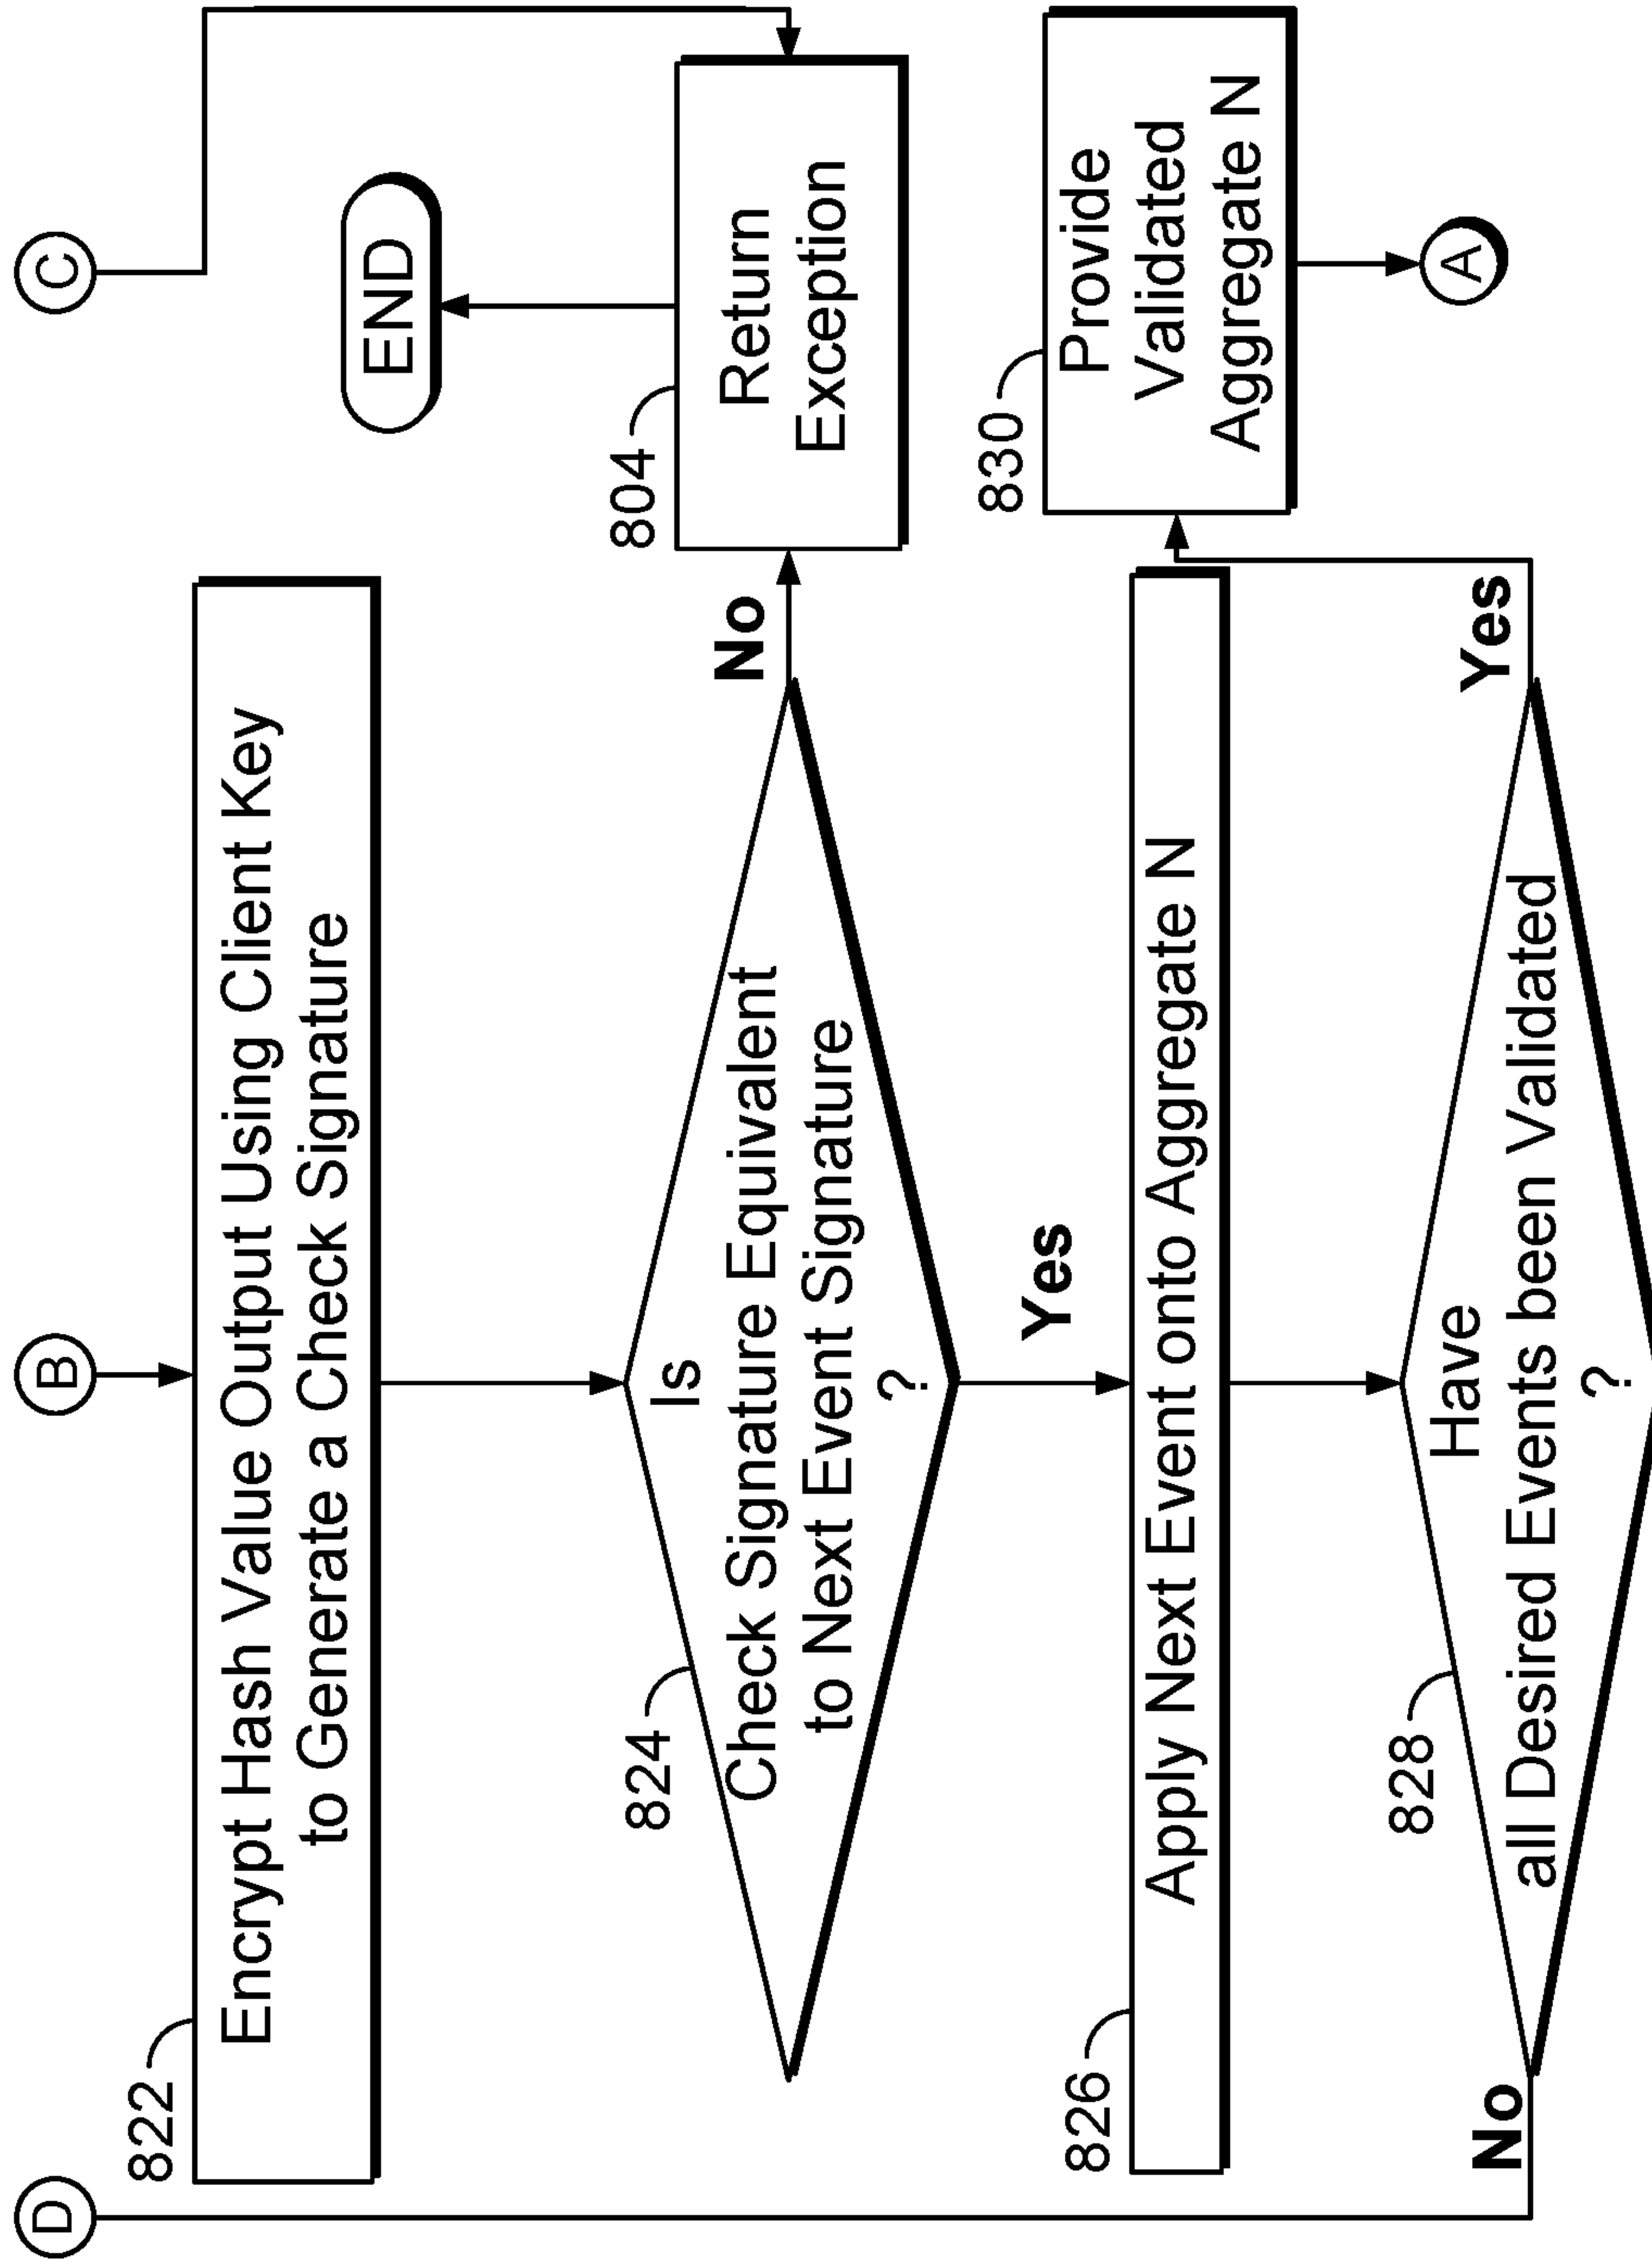 D
B
C
822
Encrypt Hash Value Output Using Client Key
to Generate a Check Signature
END
824
Is
Check Signature Equivalent
to Next Event Signature
?
No
804
Return
Exception
Yes
826
Apply Next Event onto Aggregate N
830
Provide
Validated
Aggregate N
828
Have
all Desired Events been Validated
?
No
Yes
A